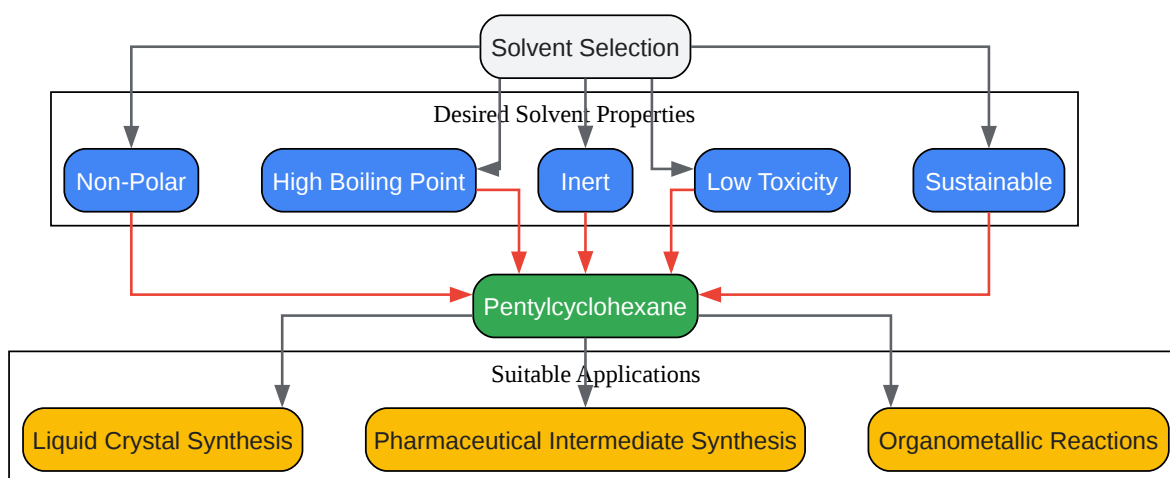 Solvent Selection
Desired Solvent Properties
Non-Polar
High Boiling Point
Inert
Low Toxicity
Sustainable
Pentylcyclohexane
Suitable Applications
Liquid Crystal Synthesis
Pharmaceutical Intermediate Synthesis
Organometallic Reactions